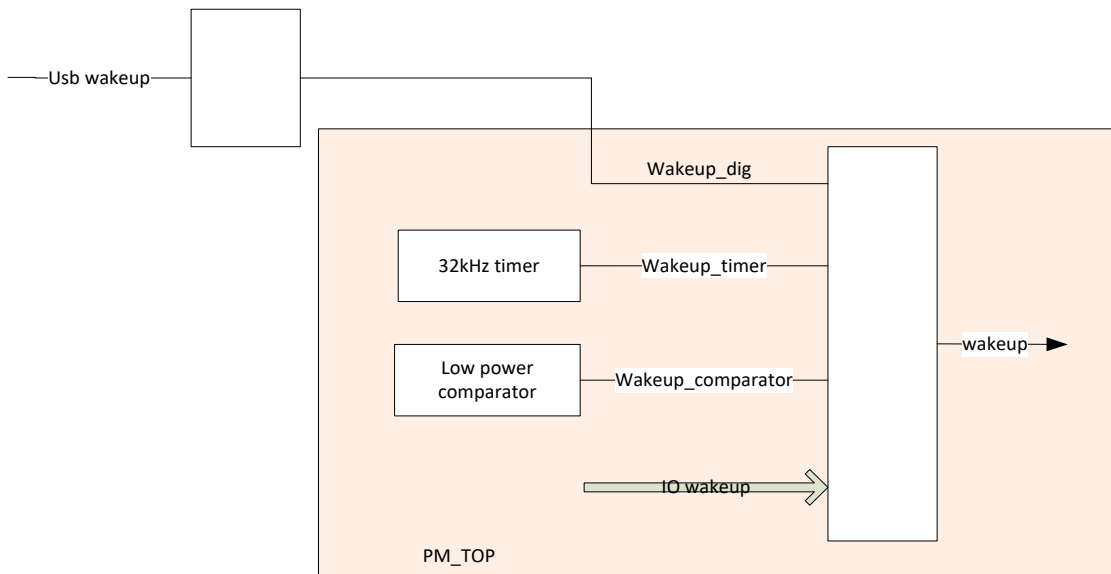 Usb wakeup
Wakeup_dig
32kHz timer
Wakeup_timer
wakeup
Low power
comparator
Wakeup_comparator
IO wakeup
PM_TOP